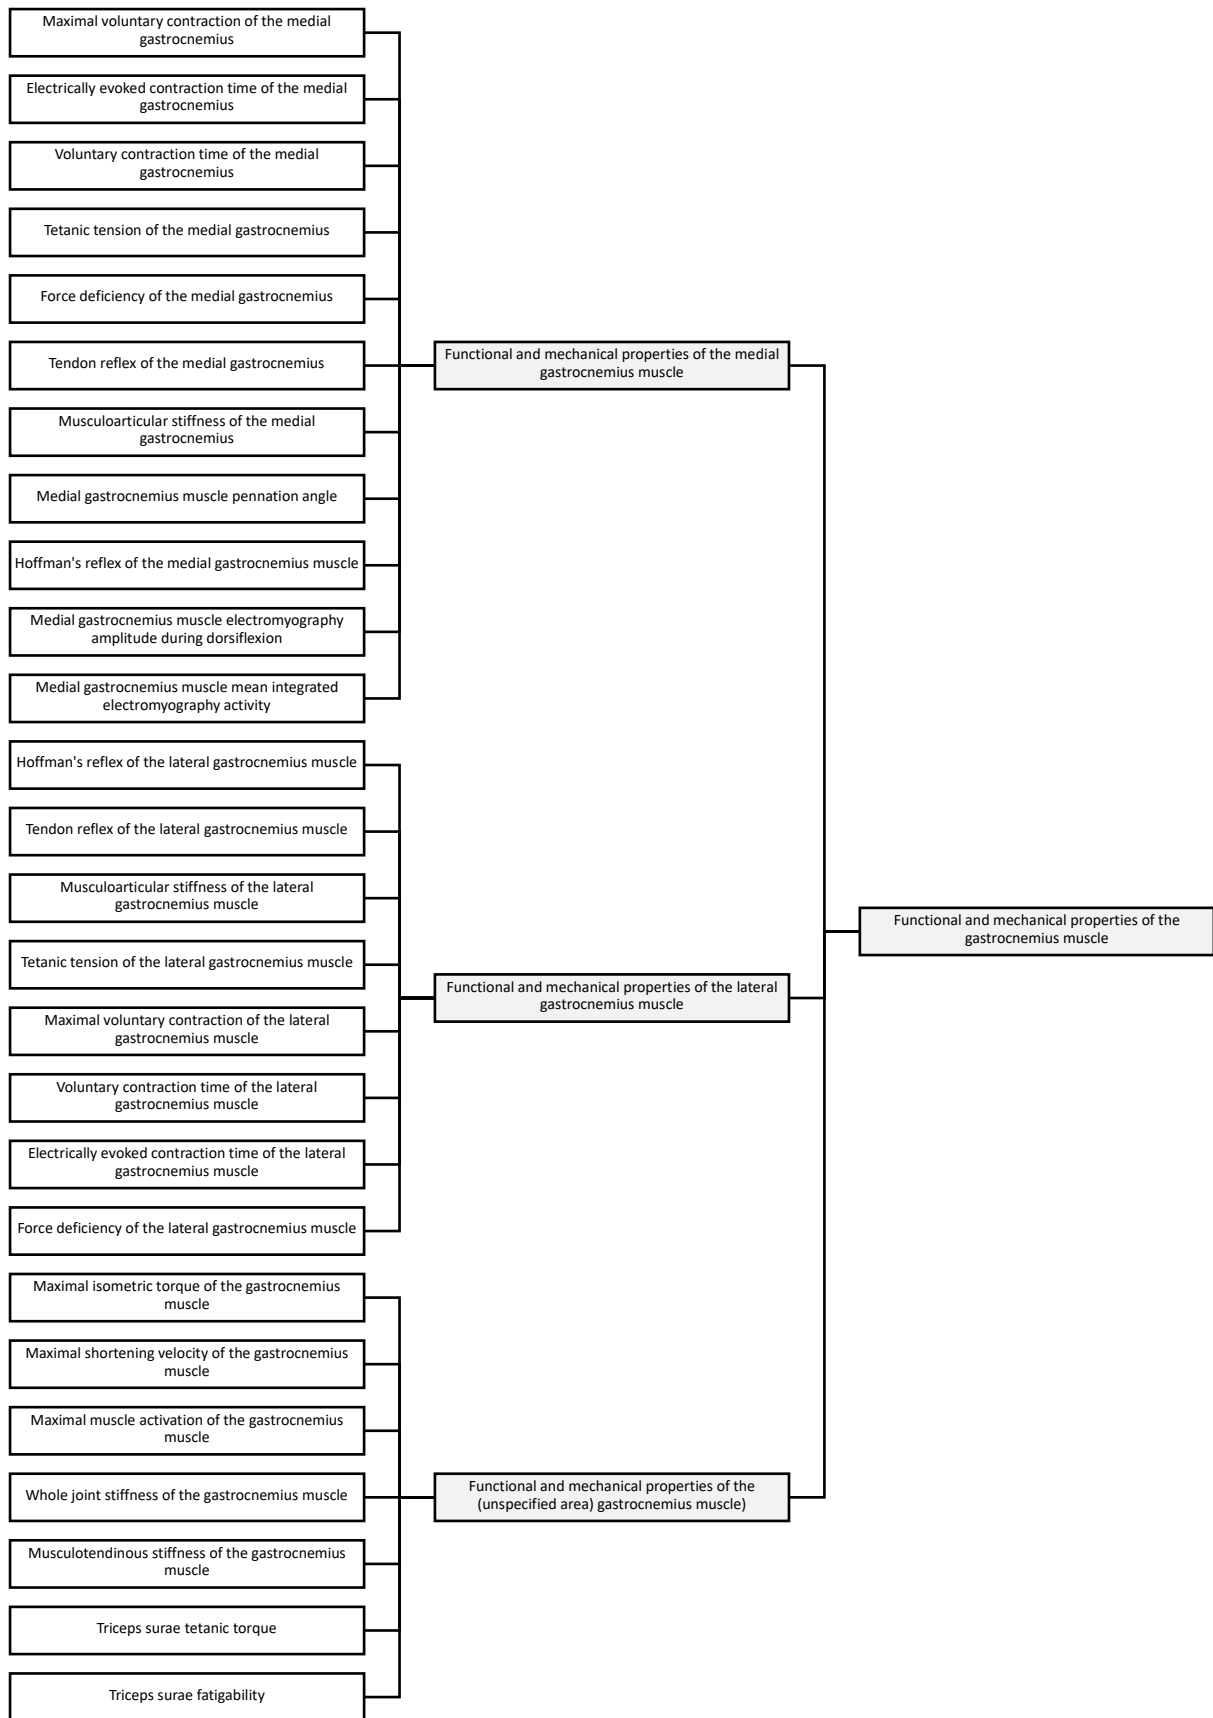 Maximal voluntary contraction of the medial
gastrocnemius
Electrically evoked contraction time of the medial
gastrocnemius
Voluntary contraction time of the medial
gastrocnemius
Tetanic tension of the medial gastrocnemius
Force deficiency of the medial gastrocnemius
Tendon reflex of the medial gastrocnemius
Musculoarticular stiffness of the medial
gastrocnemius
Medial gastrocnemius muscle pennation angle
Hoffman's reflex of the medial gastrocnemius muscle
Medial gastrocnemius muscle electromyography
amplitude during dorsiflexion
Medial gastrocnemius muscle mean integrated
electromyography activity
Hoffman's reflex of the lateral gastrocnemius muscle
Tendon reflex of the lateral gastrocnemius muscle
Musculoarticular stiffness of the lateral
gastrocnemius muscle
Tetanic tension of the lateral gastrocnemius muscle
Maximal voluntary contraction of the lateral
gastrocnemius muscle
Voluntary contraction time of the lateral
gastrocnemius muscle
Electrically evoked contraction time of the lateral
gastrocnemius muscle
Force deficiency of the lateral gastrocnemius muscle
Maximal isometric torque of the gastrocnemius
muscle
Maximal shortening velocity of the gastrocnemius
muscle
Maximal muscle activation of the gastrocnemius
muscle
Whole joint stiffness of the gastrocnemius muscle
Musculotendinous stiffness of the gastrocnemius
muscle
Triceps surae tetanic torque
Triceps surae fatigability
Functional and mechanical properties of the medial
gastrocnemius muscle
Functional and mechanical properties of the lateral
gastrocnemius muscle
Functional and mechanical properties of the
(unspecified area) gastrocnemius muscle)
Functional and mechanical properties of the
gastrocnemius muscle